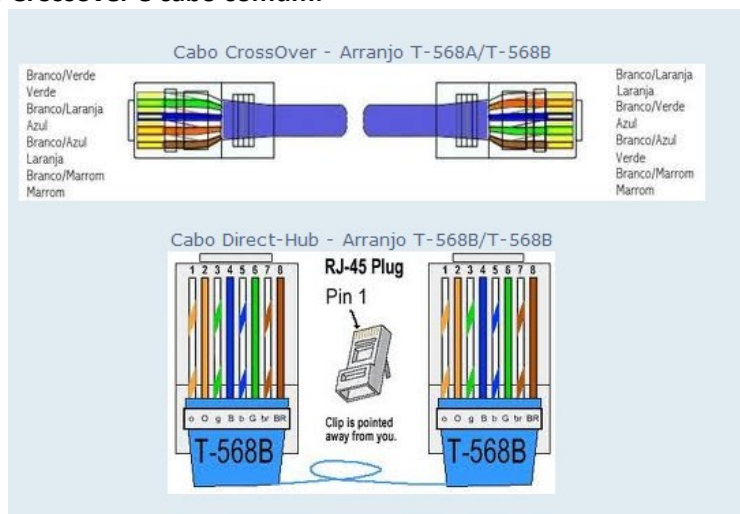 Cabo CrossOver - Arranjo T-568A/T-568B
Branco/Verde
Verde
Branco/Laranja
Azul
Branco/Azul
Laranja
Branco/Marrom
Marrom
Branco/Laranja
Laranja
Branco/Verde
Azul
Branco/Azul
Verde
Branco/Marrom
Marrom
Cabo Direct-Hub - Arranjo T-568B/T-568B
1 2 3 4 5 6 7 8
o O g B b G br BR
T-568B
RJ-45 Plug
Pin 1
Clip is pointed
away from you.
1 2 3 4 5 6 7 8
o O g B b G br BR
T-568B